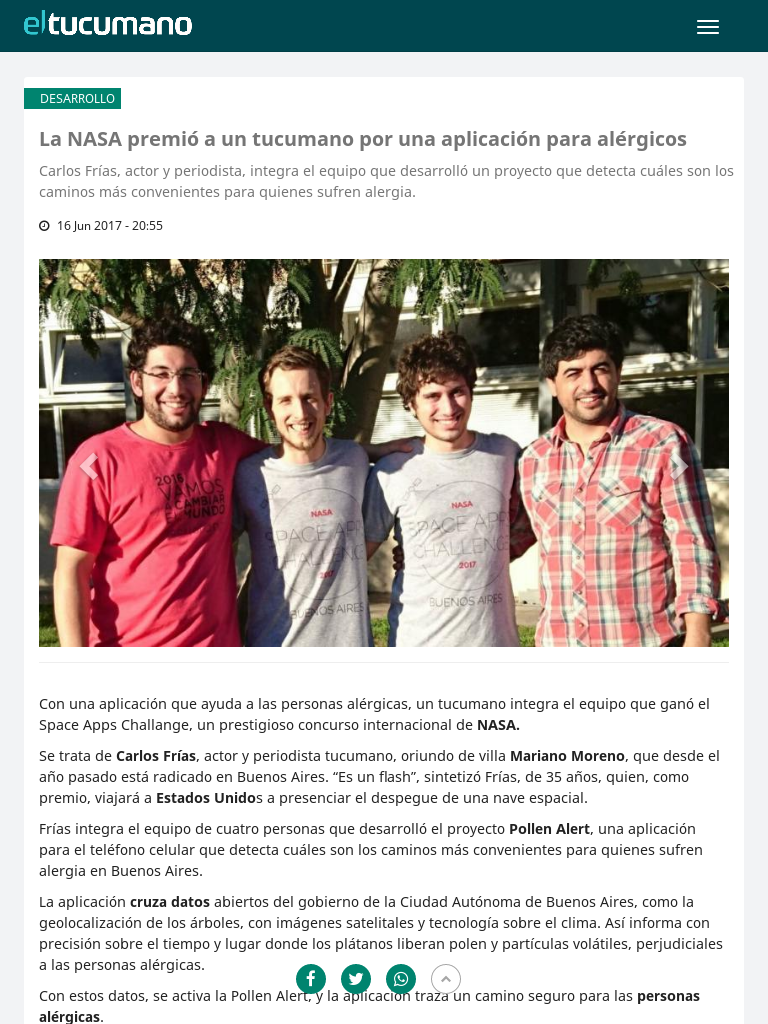 eltucumano
DESARROLLO
La NASA premió a un tucumano por una aplicación para alérgicos
Carlos Frías, actor y periodista, integra el equipo que desarrolló un proyecto que detecta cuáles son los
caminos más convenientes para quienes sufren alergia.
16 Jun 2017 - 20:55
2016
VAMOS
A CAMBIAR
EL MUNDO
NASA
SPACE APPS
CHALLENGE
2017
BUENOS AIRES
NASA
SPACE APPS
CHALLENGE
2017
BUENOS AIRES
Con una aplicación que ayuda a las personas alérgicas, un tucumano integra el equipo que ganó el
Space Apps Challange, un prestigioso concurso internacional de NASA.
Se trata de Carlos Frías, actor y periodista tucumano, oriundo de villa Mariano Moreno, que desde el
año pasado está radicado en Buenos Aires. “Es un flash”, sintetizó Frías, de 35 años, quien, como
premio, viajará a Estados Unidos a presenciar el despegue de una nave espacial.
Frías integra el equipo de cuatro personas que desarrolló el proyecto Pollen Alert, una aplicación
para el teléfono celular que detecta cuáles son los caminos más convenientes para quienes sufren
alergia en Buenos Aires.
La aplicación cruza datos abiertos del gobierno de la Ciudad Autónoma de Buenos Aires, como la
geolocalización de los árboles, con imágenes satelitales y tecnología sobre el clima. Así informa con
precisión sobre el tiempo y lugar donde los plátanos liberan polen y partículas volátiles, perjudiciales
a las personas alérgicas.
Con estos datos, se activa la Pollen Alert, y la aplicación traza un camino seguro para las personas
alérgicas.